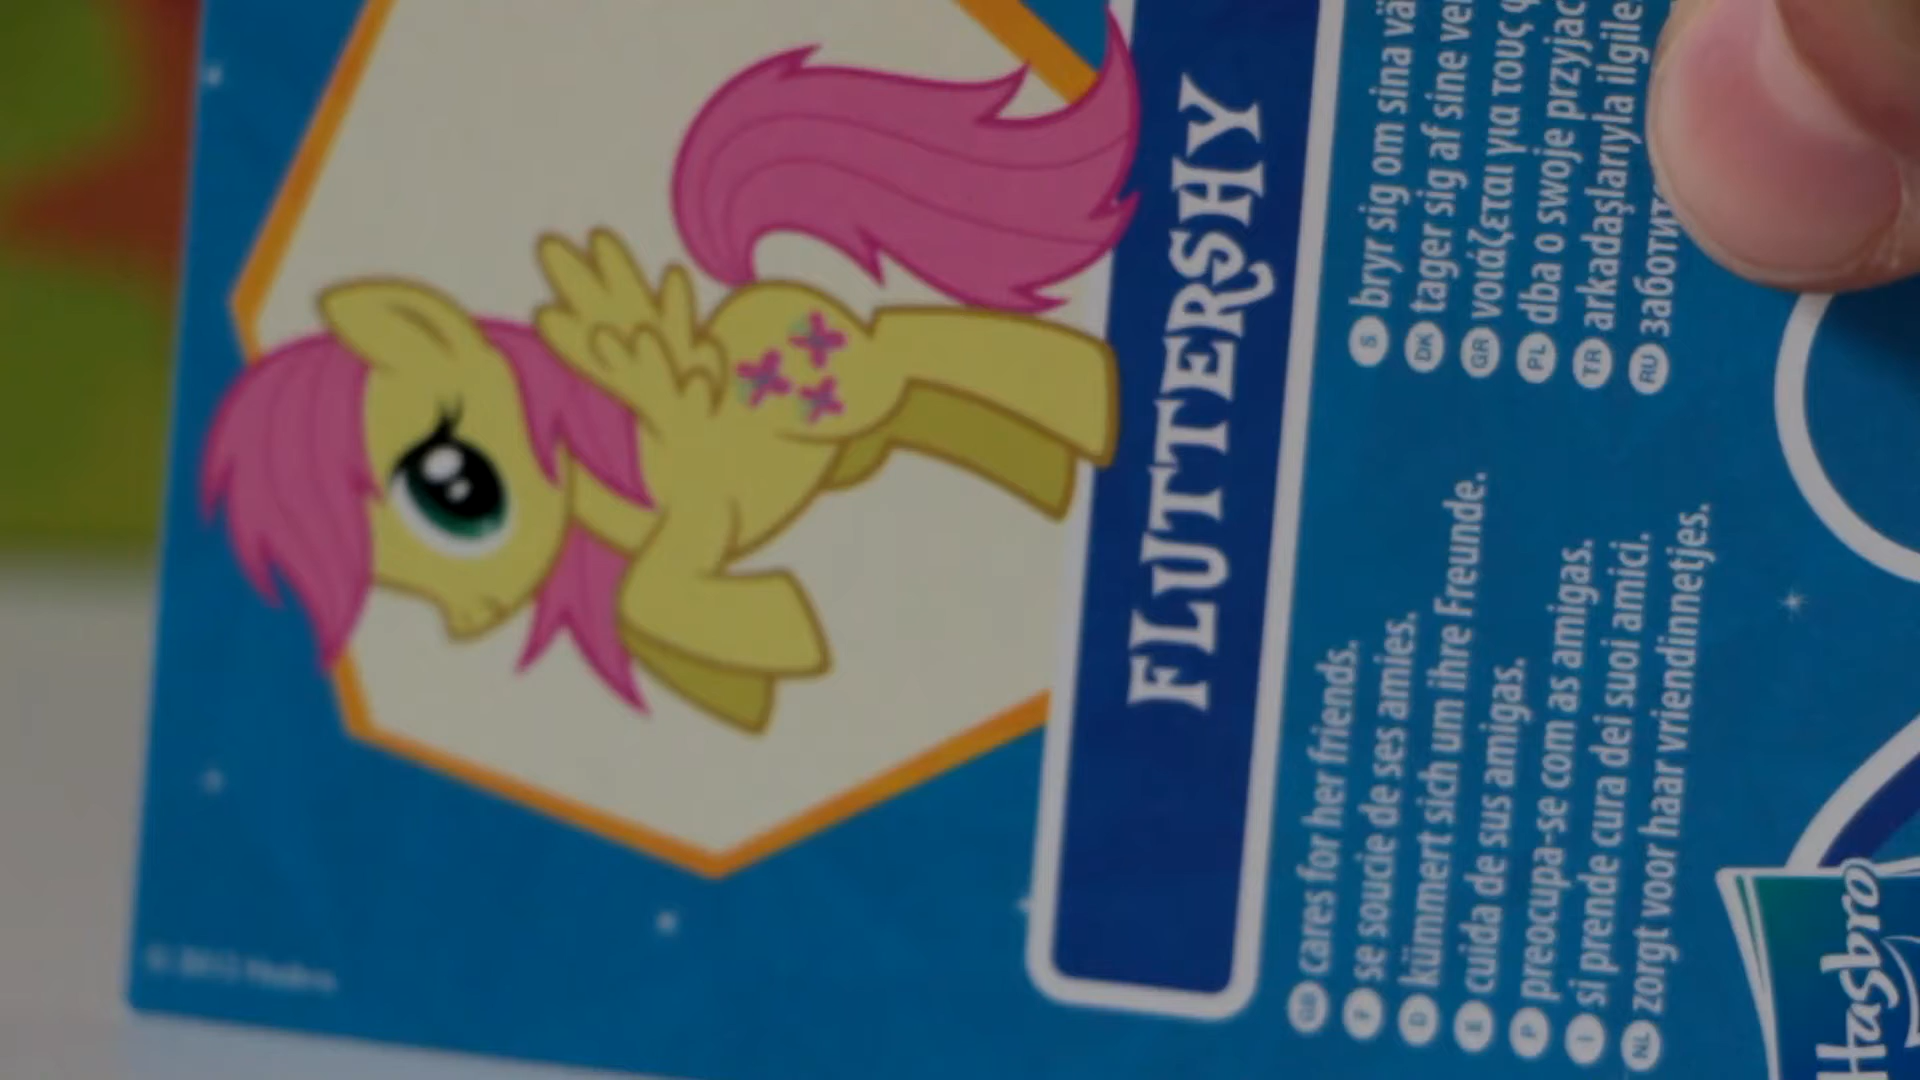 FLUTTERSHY
GB cares for her friends.
F se soucie de ses amies.
D kümmert sich um ihre Freunde.
E cuida de sus amigas.
P preocupa-se com as amigas.
I si prende cura dei suoi amici.
NL zorgt voor haar vriendinnetjes.
S bryr sig om sina vä
DK tager sig af sine ve
GR νοιάζεται για τους φ
PL dba o swoje przyjac
TR arkadaşlarıyla ilgile
RU заботит
© 2012 Hasbro
Hasbro